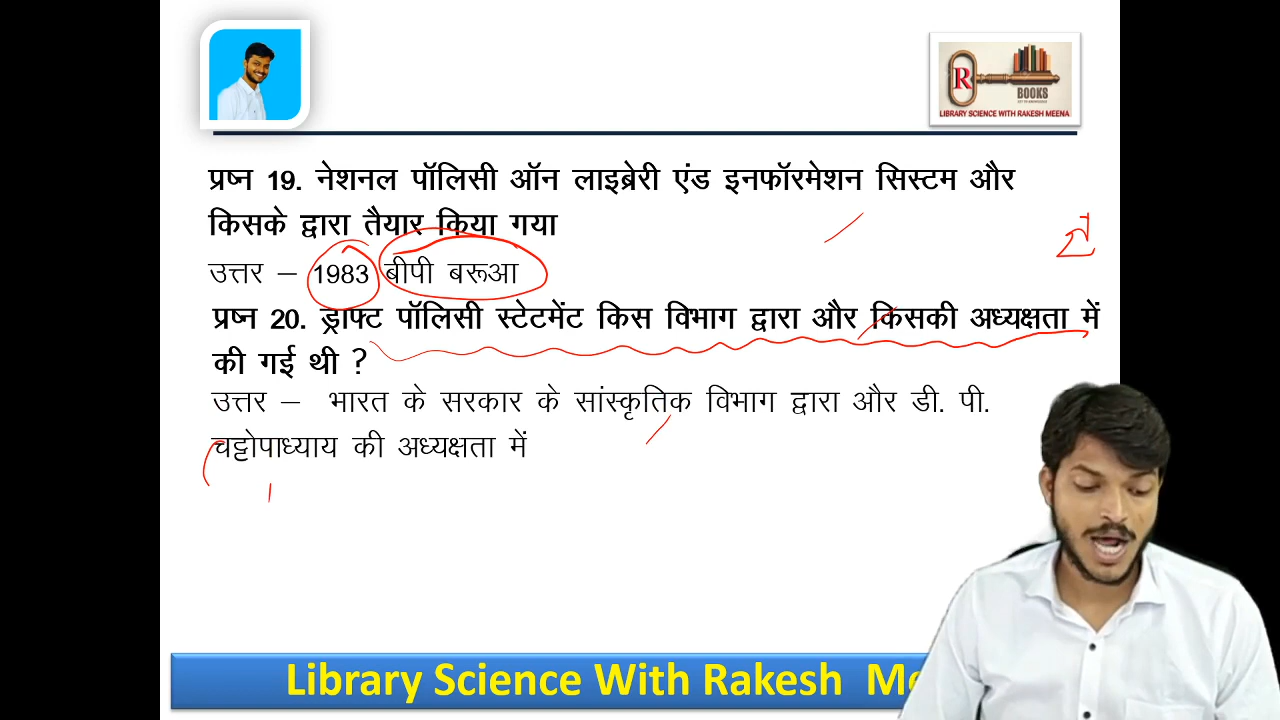 R
BOOKS
LIBRARY SCIENCE WITH RAKESH MEENA
प्रष्न 19. नेशनल पॉलिसी ऑन लाइब्रेरी एंड इनफॉरमेशन सिस्टम और
किसके द्वारा तैयार किया गया
उत्तर – 1983 बीपी बरूआ
प्रष्न 20. ड्राफ्ट पॉलिसी स्टेटमेंट किस विभाग द्वारा और किसकी अध्यक्षता में
की गई थी ?
उत्तर – भारत के सरकार के सांस्कृतिक विभाग द्वारा और डी. पी.
चट्टोपाध्याय की अध्यक्षता में
Library Science With Rakesh